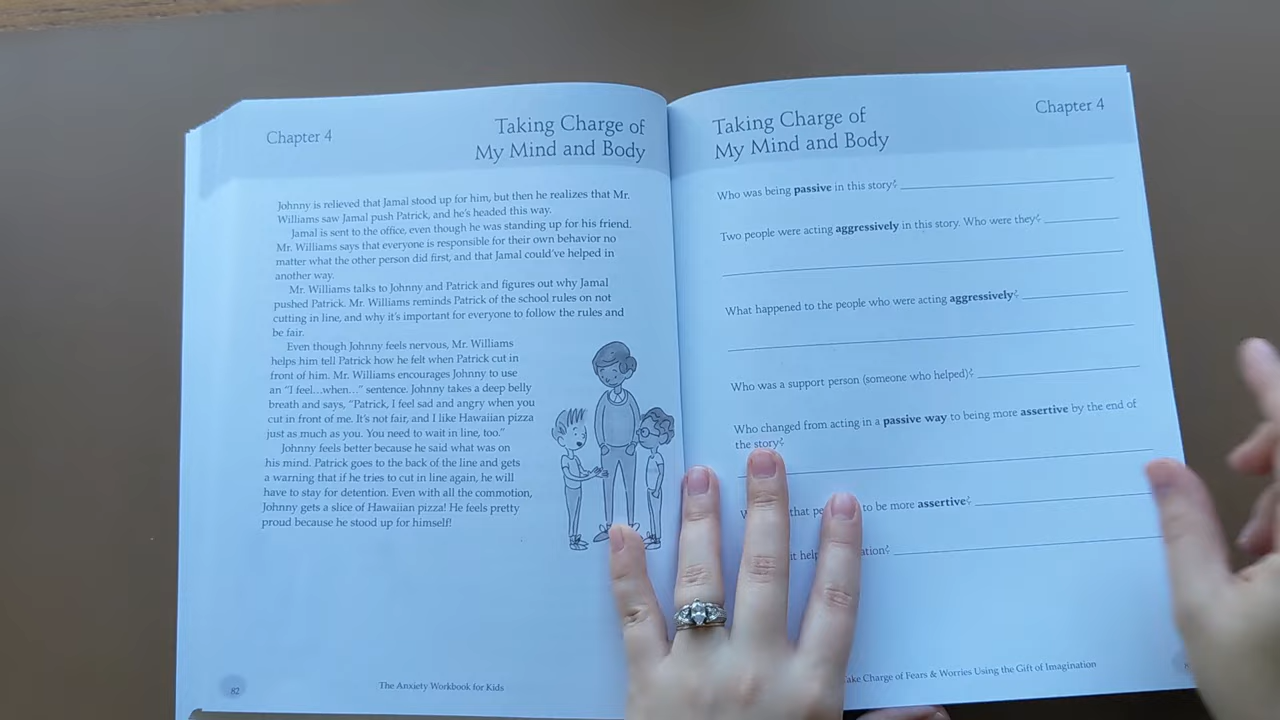 Chapter 4
Taking Charge of
My Mind and Body
Johnny is relieved that Jamal stood up for him, but then he realizes that Mr.
Williams saw Jamal push Patrick, and he's headed this way.
Jamal is sent to the office, even though he was standing up for his friend.
Mr. Williams says that everyone is responsible for their own behavior no
matter what the other person did first, and that Jamal could've helped in
another way.
Mr. Williams talks to Johnny and Patrick and figures out why Jamal
pushed Patrick. Mr. Williams reminds Patrick of the school rules on not
cutting in line, and why it's important for everyone to follow the rules and
be fair.
Even though Johnny feels nervous, Mr. Williams
helps him tell Patrick how he felt when Patrick cut in
front of him. Mr. Williams encourages Johnny to use
an "I feel...when..." sentence. Johnny takes a deep belly
breath and says, "Patrick, I feel sad and angry when you
cut in front of me. It's not fair, and I like Hawaiian pizza
just as much as you. You need to wait in line, too."
Johnny feels better because he said what was on
his mind. Patrick goes to the back of the line and gets
a warning that if he tries to cut in line again, he will
have to stay for detention. Even with all the commotion,
Johnny gets a slice of Hawaiian pizza! He feels pretty
proud because he stood up for himself!
82
The Anxiety Workbook for Kids
Taking Charge of
My Mind and Body
Chapter 4
Who was being passive in this story?
Two people were acting aggressively in this story. Who were they?
What happened to the people who were acting aggressively?
Who was a support person (someone who helped)?
Who changed from acting in a passive way to being more assertive by the end of
the story?
that to be more assertive?
it
Charge of Fears & Worries Using the Gift of Imagination